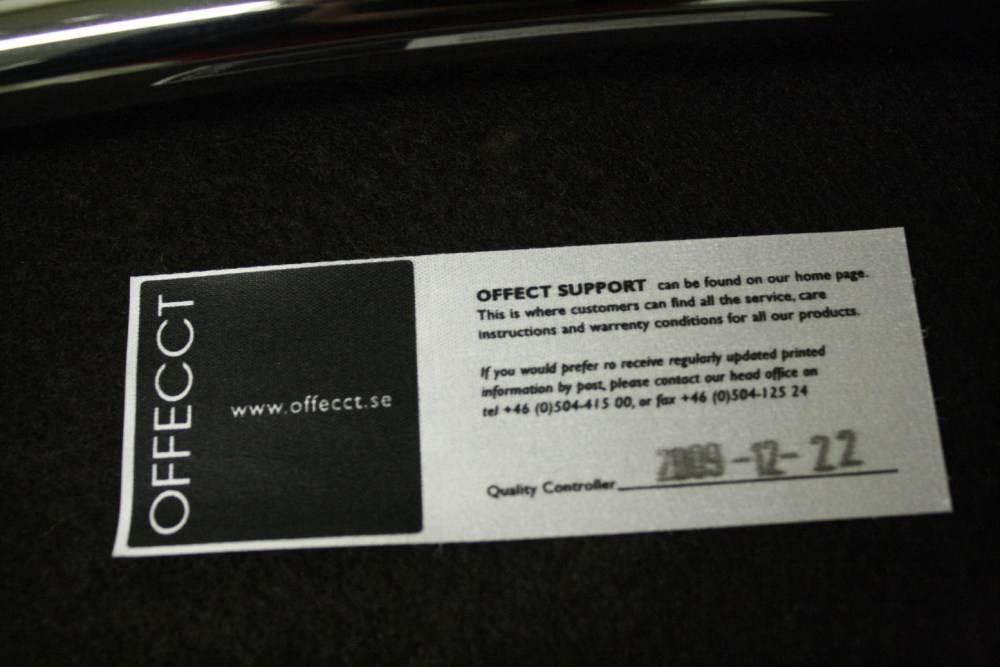 OFFECCT
www.offecct.se
OFFECT SUPPORT can be found on our home page.
This is where customers can find all the service, care
instructions and warrenty conditions for all our products.
If you would prefer ro receive regularly updated printed
information by post, please contact our head office on
tel +46 (0)504-415 00, or fax +46 (0)504-125 24
2009-12-22
Quality Controller